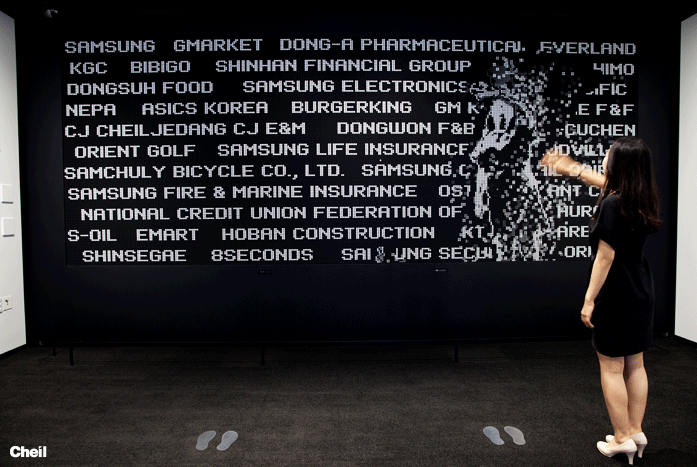 SAMSUNG GMARKET DONG-A PHARMACEUTICAL EVERLAND
KGC BIBIGO SHINHAN FINANCIAL GROUP
DONGSUH FOOD SAMSUNG ELECTRONICS
NEPA ASICS KOREA BURGERKING GM F&F
CJ CHEILJEDANG CJ E&M DONGWON F&B
ORIENT GOLF SAMSUNG LIFE INSURANCE
SAMCHULY BICYCLE CO., LTD. SAMSUNG
SAMSUNG FIRE & MARINE INSURANCE
NATIONAL CREDIT UNION FEDERATION OF
S-OIL EMART HOBAN CONSTRUCTION
SHINSEGAE 8SECONDS
Cheil